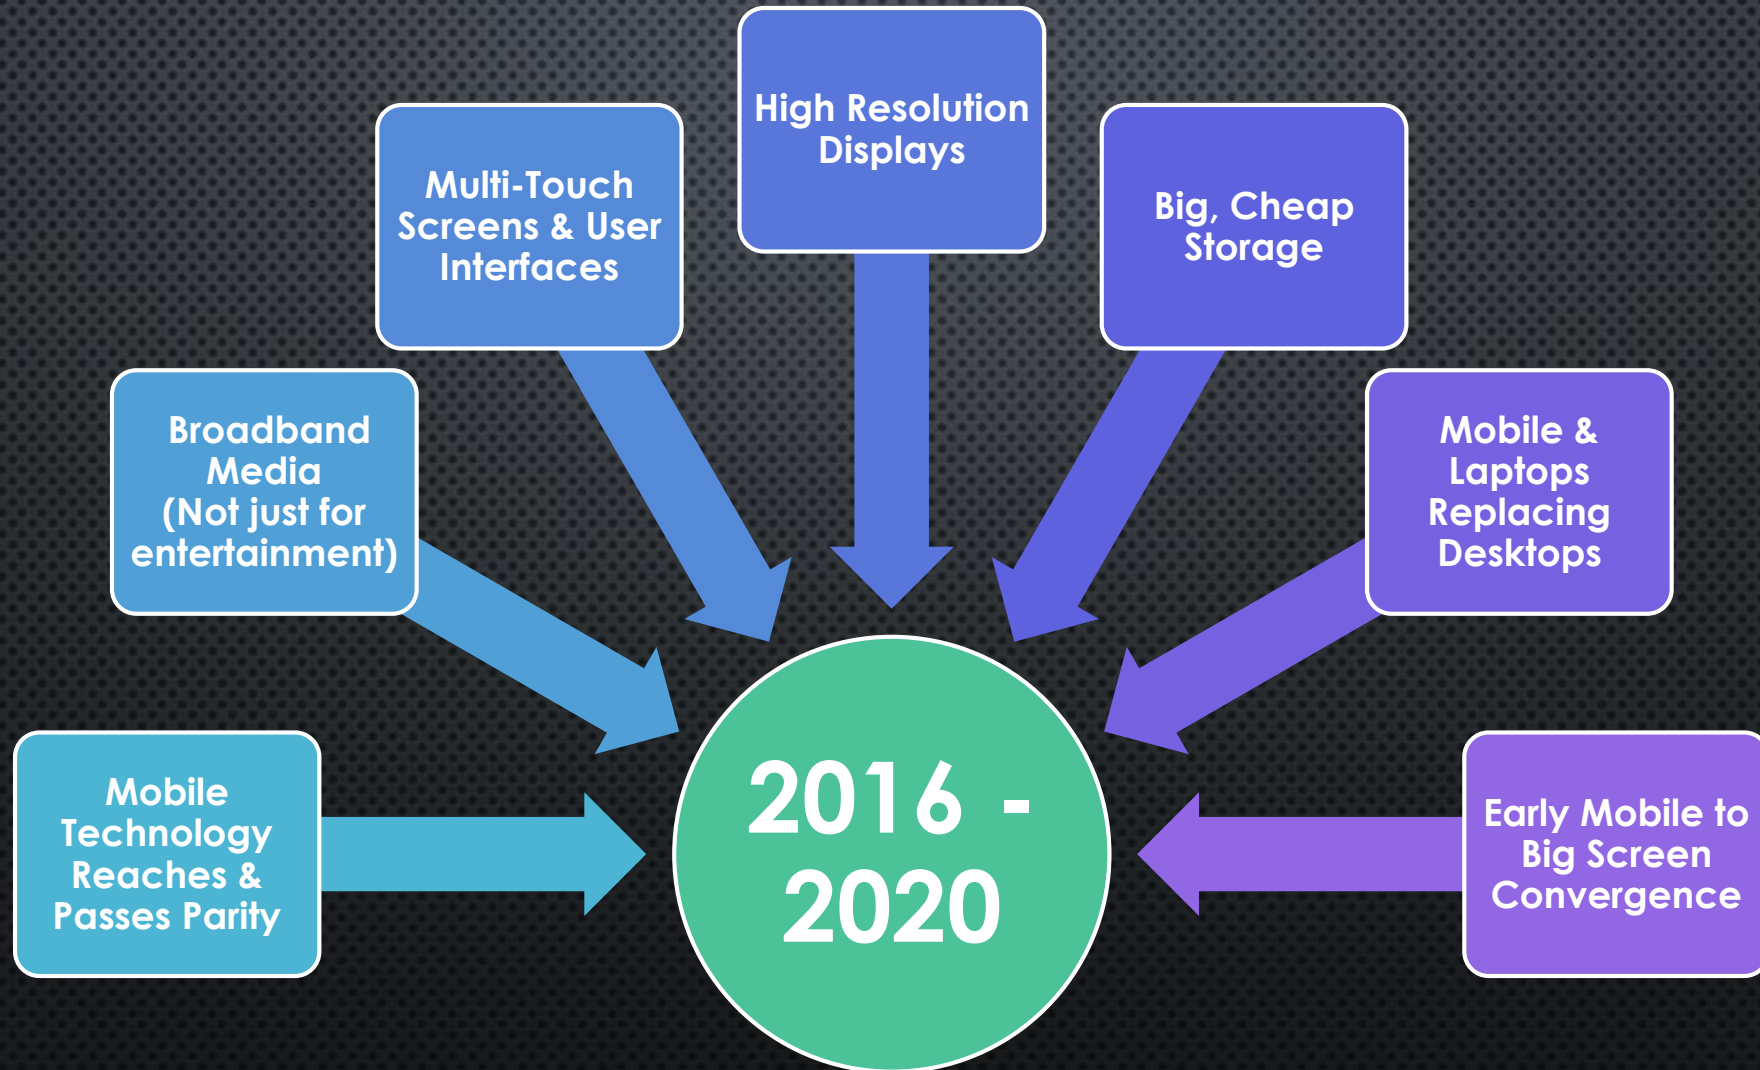 High Resolution
Displays
Multi-Touch
Screens & User
Interfaces
Big, Cheap
Storage
Broadband
Media
(Not just for
entertainment)
Mobile &
Laptops
Replacing
Desktops
Mobile
Technology
Reaches &
Passes Parity
2016 -
2020
Early Mobile to
Big Screen
Convergence